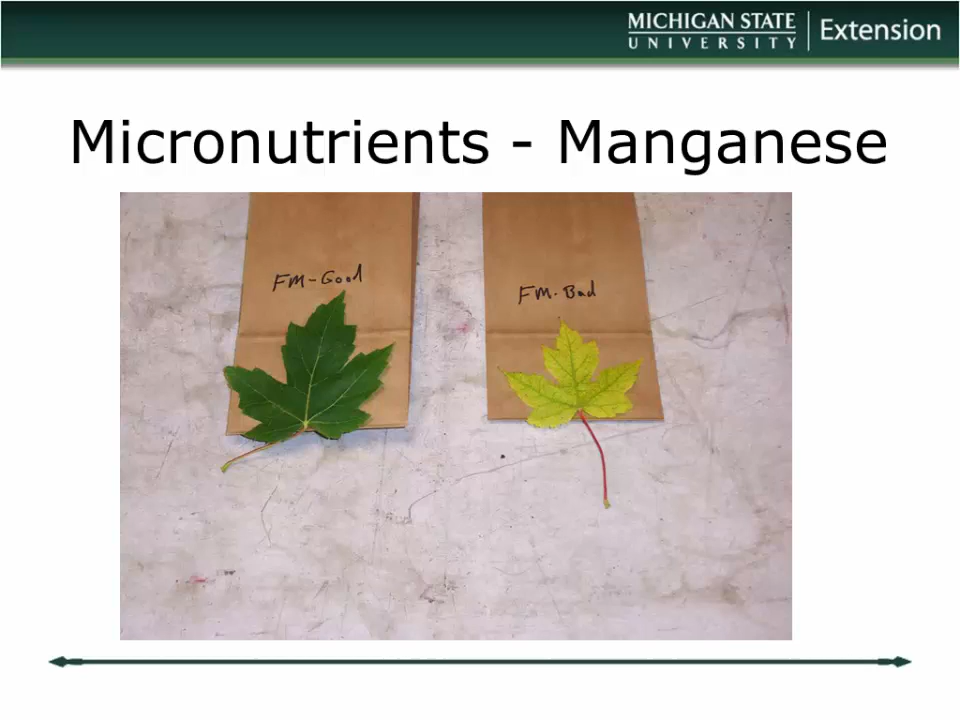 MICHIGAN STATE
UNIVERSITY
Extension
Micronutrients - Manganese
FM-Good
FM-Bad